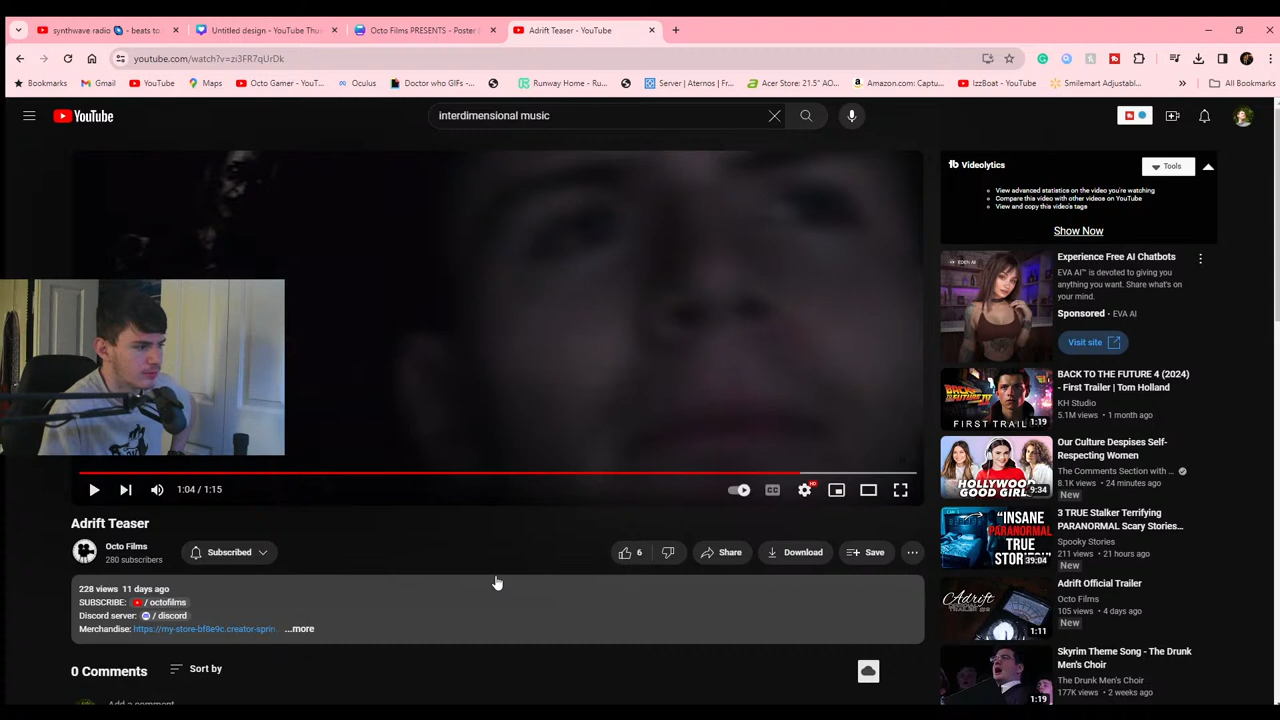 synthwave radio - beats to
Untitled design - YouTube Thu
Octo Films PRESENTS - Poster (
Adrift Teaser - YouTube
youtube.com/watch?v=zi3FR7qUrDk
Bookmarks
Gmail
YouTube
Maps
Octo Gamer - YouT...
Oculus
Doctor who GIFs -...
Runway Home - Ru...
Server | Aternos | Fr...
Acer Store: 21.5" AO...
Amazon.com: Captu...
IzzBoat - YouTube
Smilemart Adjustabl...
All Bookmarks
YouTube
interdimensional music
Videolytics
Tools
View advanced statistics on the video you're watching
Compare this video with other videos on YouTube
View and copy this video's tags
Show Now
EDEN AI
Experience Free AI Chatbots
EVA AI™ is devoted to giving you
anything you want. Share what's on
your mind.
Sponsored • EVA AI
Visit site
BACK TO THE FUTURE IV
FIRST TRAIL
1:19
BACK TO THE FUTURE 4 (2024)
- First Trailer | Tom Holland
KH Studio
5.1M views • 1 month ago
HOLLYWOOD
GOOD GIRL
9:34
Our Culture Despises Self-
Respecting Women
The Comments Section with ...
8.1K views • 24 minutes ago
New
"INSANE
PARANORMAL
TRUE
STORIES"
39:04
3 TRUE Stalker Terrifying
PARANORMAL Scary Stories...
Spooky Stories
211 views • 21 hours ago
New
Adrift
1:11
Adrift Official Trailer
Octo Films
105 views • 4 days ago
New
1:19
Skyrim Theme Song - The Drunk
Men's Choir
The Drunk Men's Choir
177K views • 2 weeks ago
1:04 / 1:15
HD
Adrift Teaser
Octo Films
280 subscribers
Subscribed
6
Share
Download
Save
228 views 11 days ago
SUBSCRIBE: / octofilms
Discord server: / discord
Merchandise: https://my-store-bf8e9c.creator-sprin... ...more
0 Comments
Sort by
Add a comment...